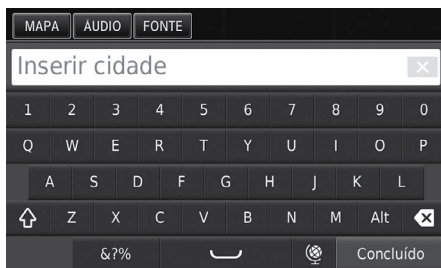 MAPA ÁUDIO FONTE
Inserir cidade
1 2 3 4 5 6 7 8 9 0
Q W E R T Y U I O P
A S D F G H J K L
Z X C V B N M Alt
&?% Concluído